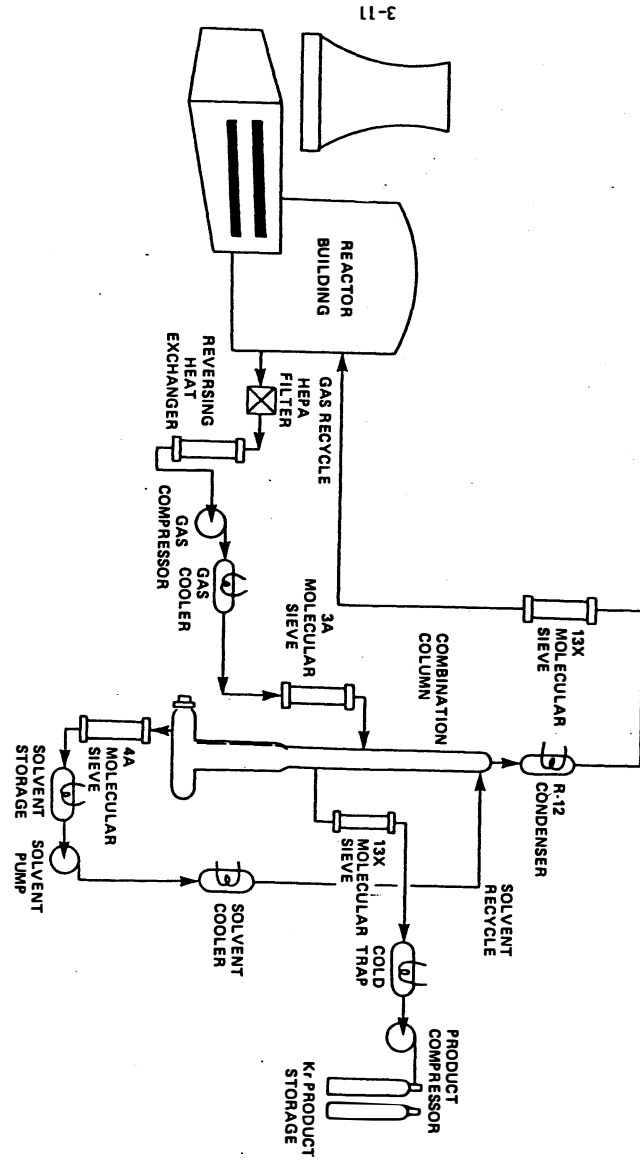 3-11
REACTOR
BUILDING
GAS RECYCLE
HEPA
FILTER
REVERSING
HEAT
EXCHANGER
GAS
COMPRESSOR
GAS
COOLER
3A
MOLECULAR
SIEVE
COMBINATION
COLUMN
13X
MOLECULAR
SIEVE
R-12
CONDENSER
4A
MOLECULAR
SIEVE
SOLVENT
STORAGE
SOLVENT PUMP
SOLVENT
COOLER
13X
MOLECULAR
SIEVE
SOLVENT
RECYCLE
COLD
TRAP
PRODUCT
COMPRESSOR
Kr PRODUCT
STORAGE